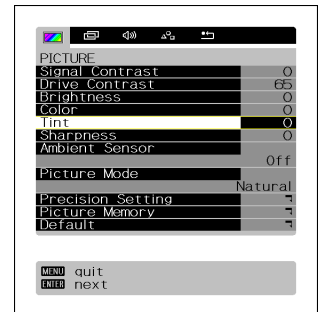 PICTURE
Signal Contrast 0
Drive Contrast 65
Brightness 0
Color 0
Tint 0
Sharpness 0
Ambient Sensor
Off
Picture Mode
Natural
Precision Setting
Picture Memory
Default
MENU quit
ENTER next